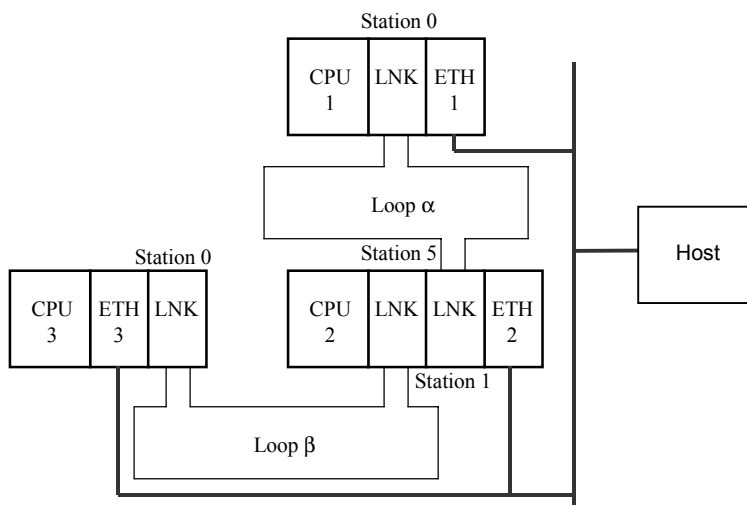 Station 0
CPU
1
LNK
ETH
1
Loop α
Host
Station 0
Station 5
CPU
3
ETH
3
LNK
CPU
2
LNK
LNK
ETH
2
Station 1
Loop β